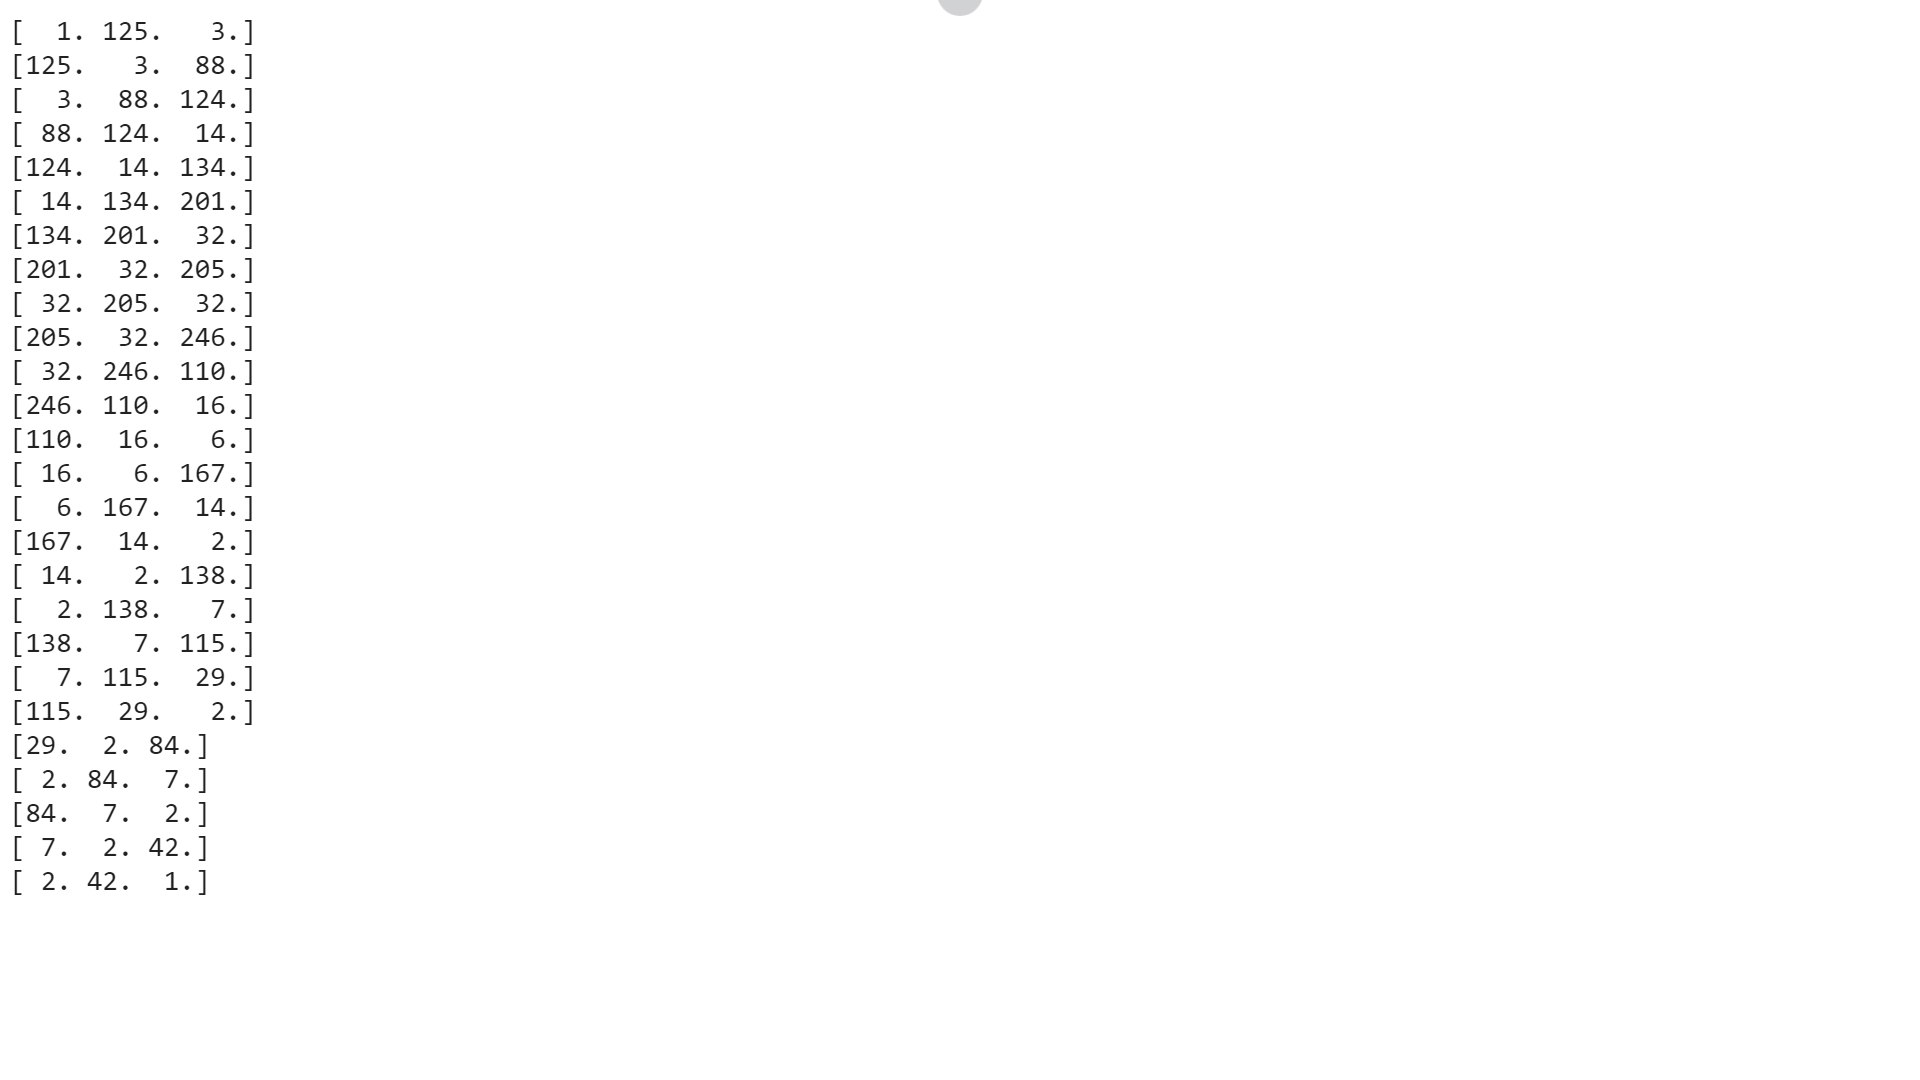 [  1. 125.   3.]
[125.   3.  88.]
[  3.  88. 124.]
[ 88. 124.  14.]
[124.  14. 134.]
[ 14. 134. 201.]
[134. 201.  32.]
[201.  32. 205.]
[ 32. 205.  32.]
[205.  32. 246.]
[ 32. 246. 110.]
[246. 110.  16.]
[110.  16.   6.]
[ 16.   6. 167.]
[  6. 167.  14.]
[167.  14.   2.]
[ 14.   2. 138.]
[  2. 138.   7.]
[138.   7. 115.]
[  7. 115.  29.]
[115.  29.   2.]
[29.  2. 84.]
[ 2. 84.  7.]
[84.  7.  2.]
[ 7.  2. 42.]
[ 2. 42.  1.]